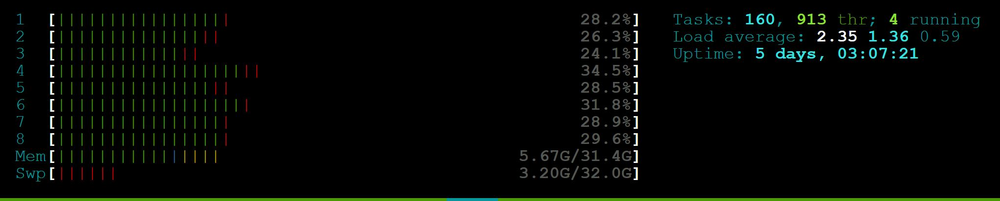 1 [|||||||||||||||||28.2%] Tasks: 160, 913 thr; 4 running
2 [||||||||||||||||26.3%] Load average: 2.35 1.36 0.59
3 [||||||||||||||24.1%] Uptime: 5 days, 03:07:21
4 [||||||||||||||||||||34.5%]
5 [|||||||||||||||||28.5%]
6 [|||||||||||||||||||31.8%]
7 [|||||||||||||||||28.9%]
8 [|||||||||||||||||29.6%]
Mem[||||||||||||||||5.67G/31.4G]
Swp[||||||3.20G/32.0G]